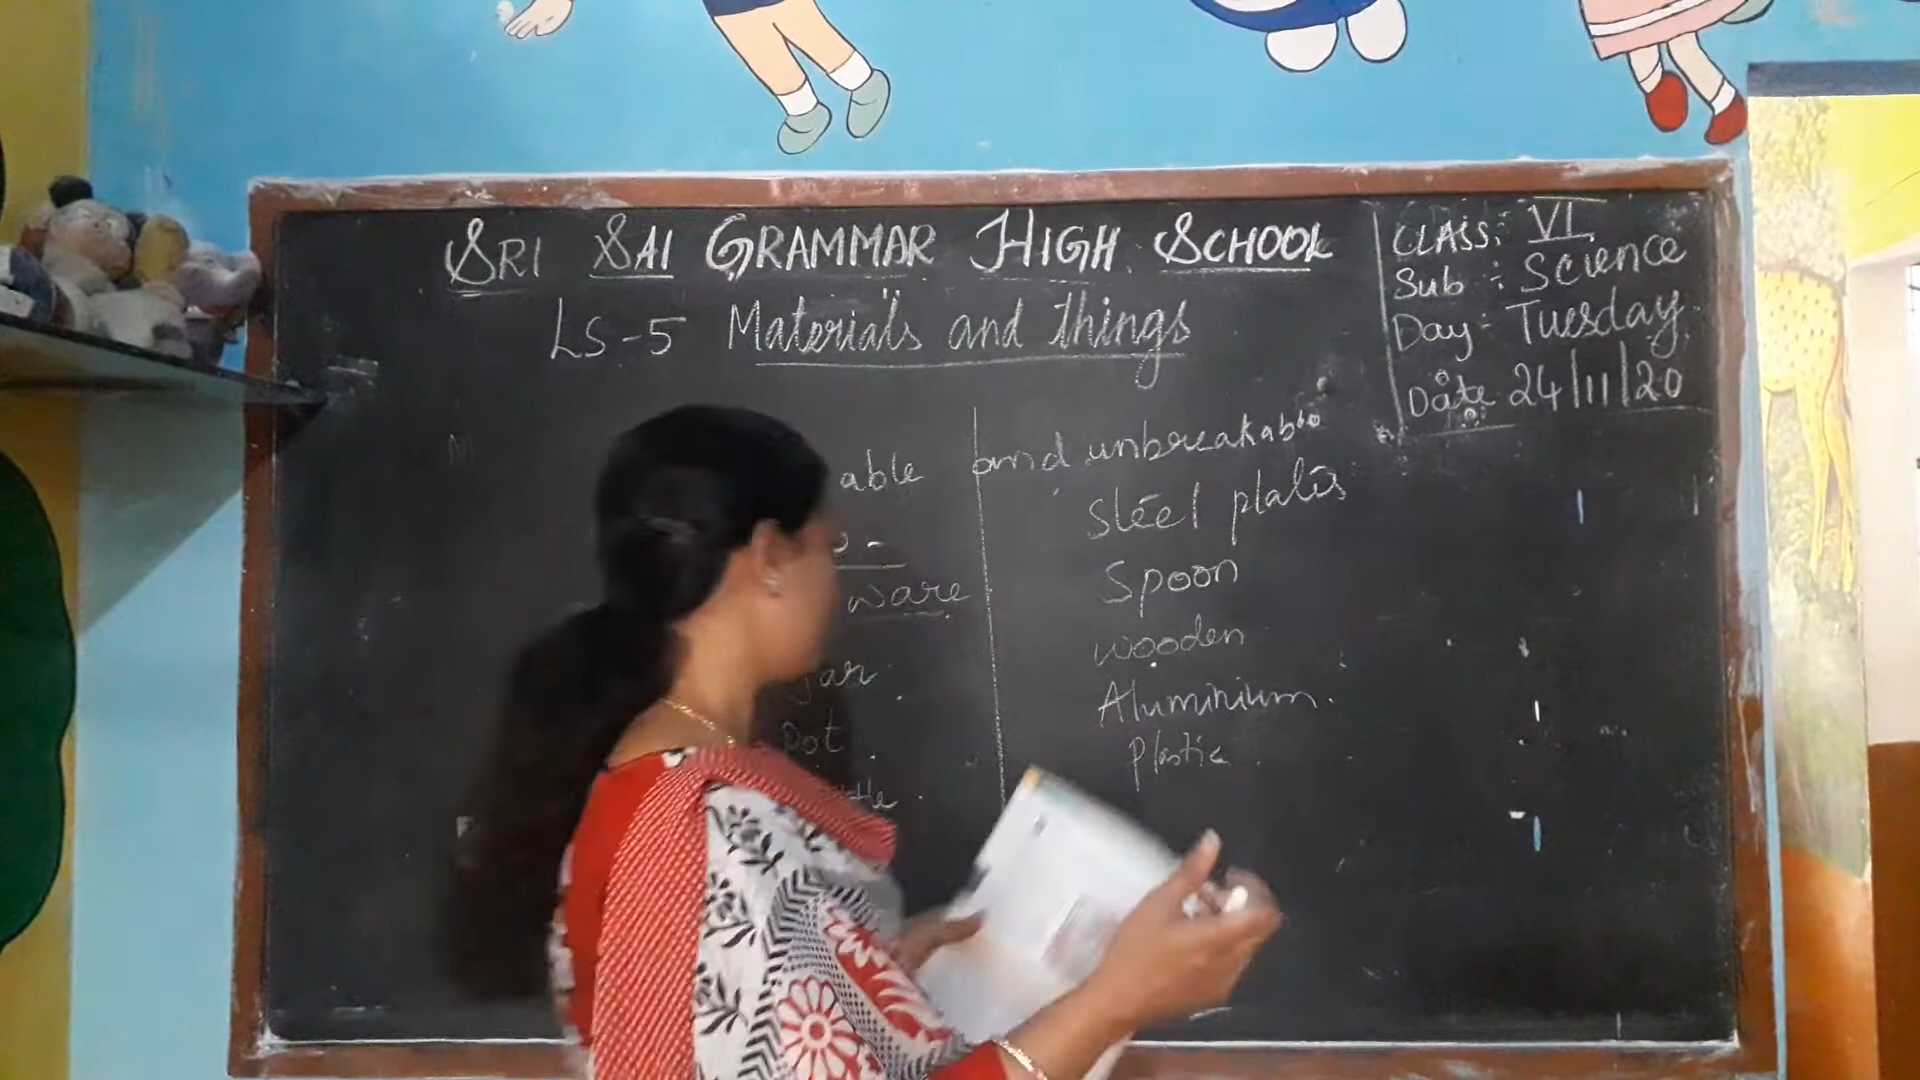 SRI SAI GRAMMAR HIGH SCHOOL
LS-5 Materials and things
CLASS: VI
Sub : Science
Day: Tuesday
Date 24/11/20
able and unbreakable
ware
Jar
Pot
Steel plates
Spoon
wooden
Aluminium.
Plastic